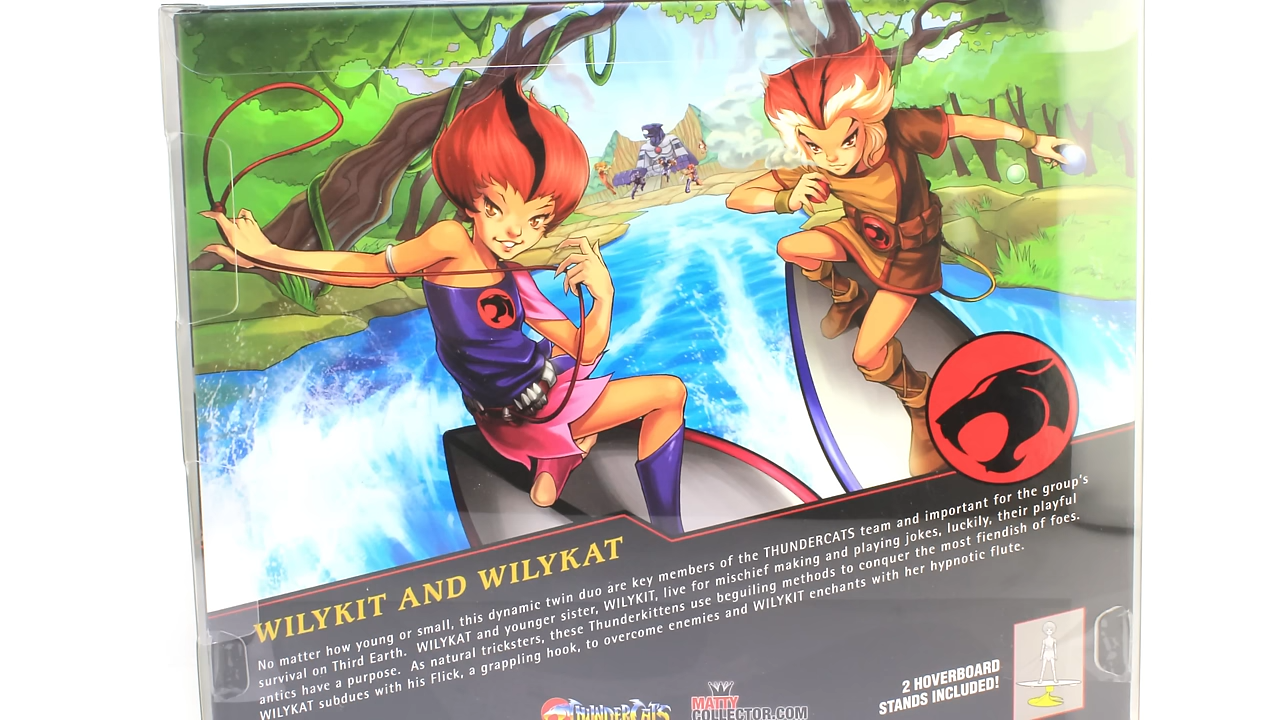 WILYKIT AND WILYKAT
No matter how young or small, this dynamic twin duo are key members of the THUNDERCATS team and important for the group's
survival on Third Earth. WILYKAT and younger sister, WILYKIT, live for mischief making and playing jokes, luckily, their playful
antics have a purpose. As natural tricksters, these Thunderkittens use beguiling methods to conquer the most fiendish of foes.
WILYKAT subdues with his Flick, a grappling hook, to overcome enemies and WILYKIT enchants with her hypnotic flute.
2 HOVERBOARD
STANDS INCLUDED!
THUNDERCATS
MATTY
COLLECTOR.COM